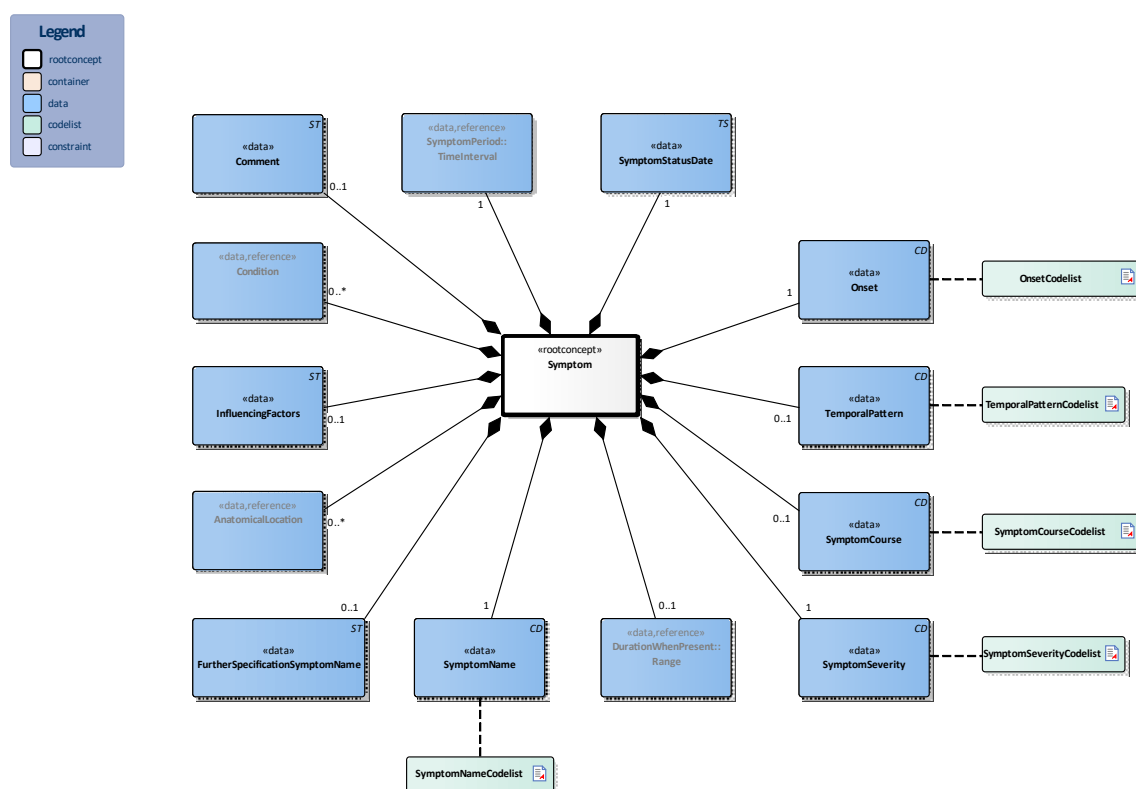 Legend
rootconcept
container
data
codelist
constraint
ST
«data»
Comment
0..1
«data,reference»
SymptomPeriod::
TimeInterval
1
TS
«data»
SymptomStatusDate
1
«data,reference»
Condition
0..*
CD
«data»
Onset
1
OnsetCodelist
«rootconcept»
Symptom
ST
«data»
InfluencingFactors
0..1
CD
«data»
TemporalPattern
0..1
TemporalPatternCodelist
«data,reference»
AnatomicalLocation
0..*
CD
«data»
SymptomCourse
0..1
SymptomCourseCodelist
0..1
ST
«data»
FurtherSpecificationSymptomName
1
CD
«data»
SymptomName
0..1
«data,reference»
DurationWhenPresent::
Range
1
CD
«data»
SymptomSeverity
SymptomSeverityCodelist
SymptomNameCodelist